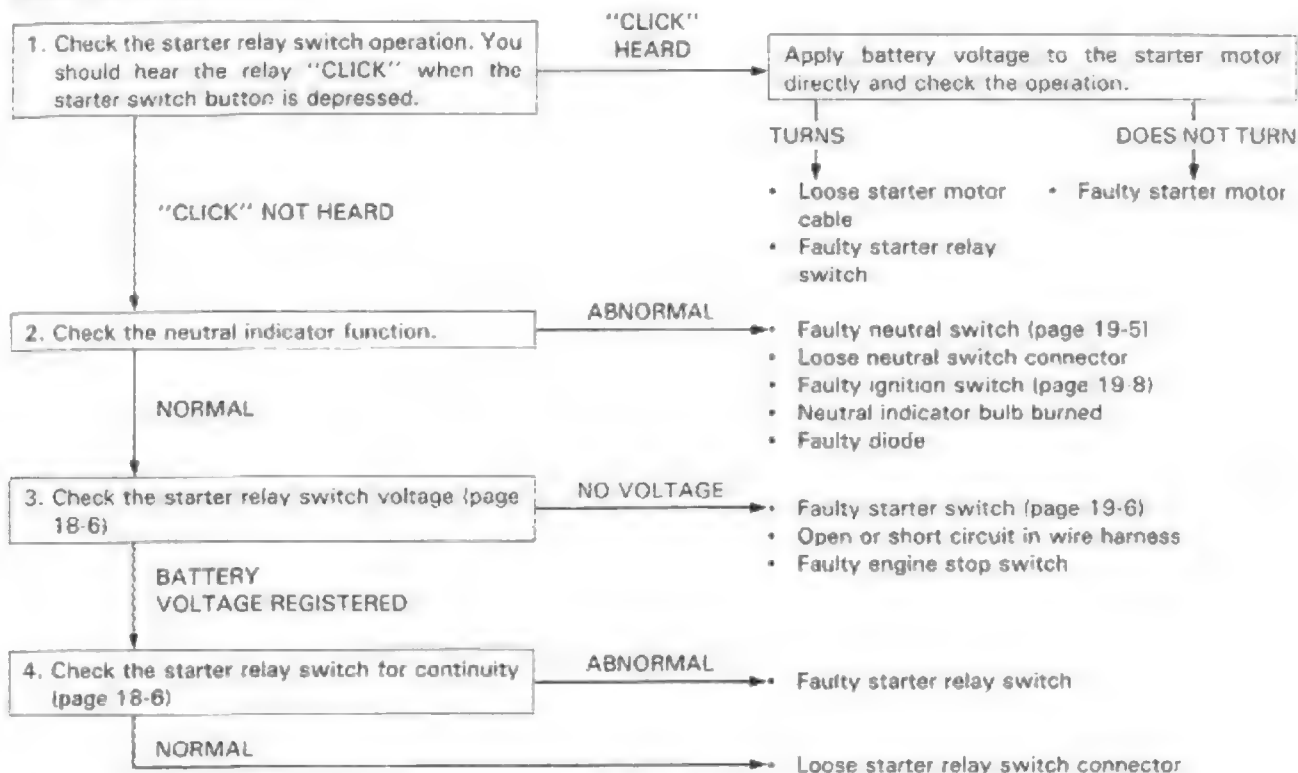 1. Check the starter relay switch operation. You
should hear the relay "CLICK" when the
starter switch button is depressed.
"CLICK"
HEARD
Apply battery voltage to the starter motor
directly and check the operation.
TURNS
DOES NOT TURN
• Loose starter motor
cable
• Faulty starter relay
switch
• Faulty starter motor
"CLICK" NOT HEARD
2. Check the neutral indicator function.
ABNORMAL
• Faulty neutral switch (page 19-5)
• Loose neutral switch connector
• Faulty ignition switch (page 19-8)
• Neutral indicator bulb burned
• Faulty diode
NORMAL
3. Check the starter relay switch voltage (page
18-6)
NO VOLTAGE
• Faulty starter switch (page 19-6)
• Open or short circuit in wire harness
• Faulty engine stop switch
BATTERY
VOLTAGE REGISTERED
4. Check the starter relay switch for continuity
(page 18-6)
ABNORMAL
• Faulty starter relay switch
NORMAL
• Loose starter relay switch connector